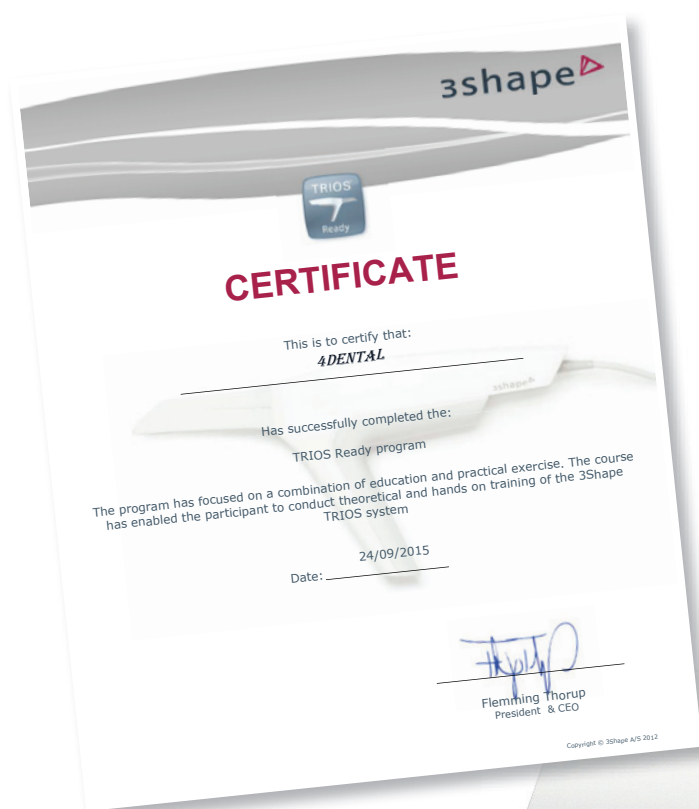 3shape
TRIOS
Ready
CERTIFICATE
This is to certify that:
4DENTAL
3shape
Has successfully completed the:
TRIOS Ready program
The program has focused on a combination of education and practical exercise. The course
has enabled the participant to conduct theoretical and hands on training of the 3Shape
TRIOS system
24/09/2015
Date:
Flemming Thorup
President & CEO
Copyright © 3Shape A/S 2012